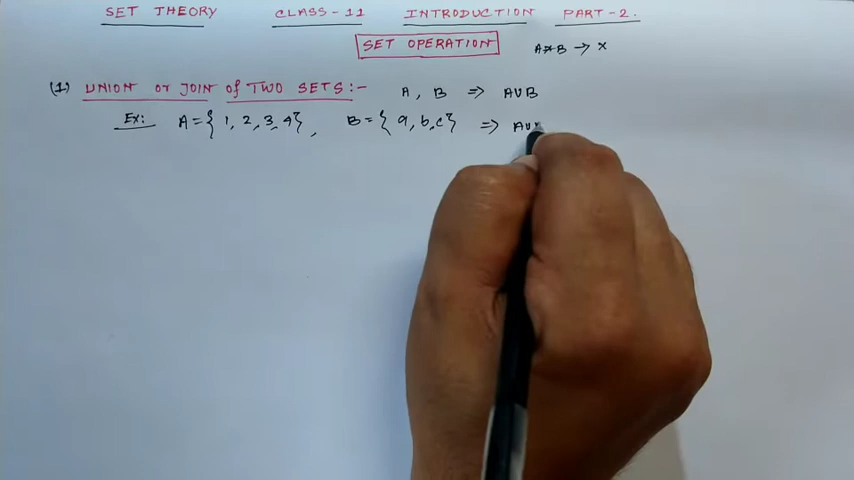 SET THEORY CLASS-11 INTRODUCTION PART-2.
SET OPERATION A*B → x
(1) UNION or JOIN of TWO SETS:- A, B ⇒ A∪B
Ex: A = {1, 2, 3, 4}, B = {a, b, c} ⇒ A∪